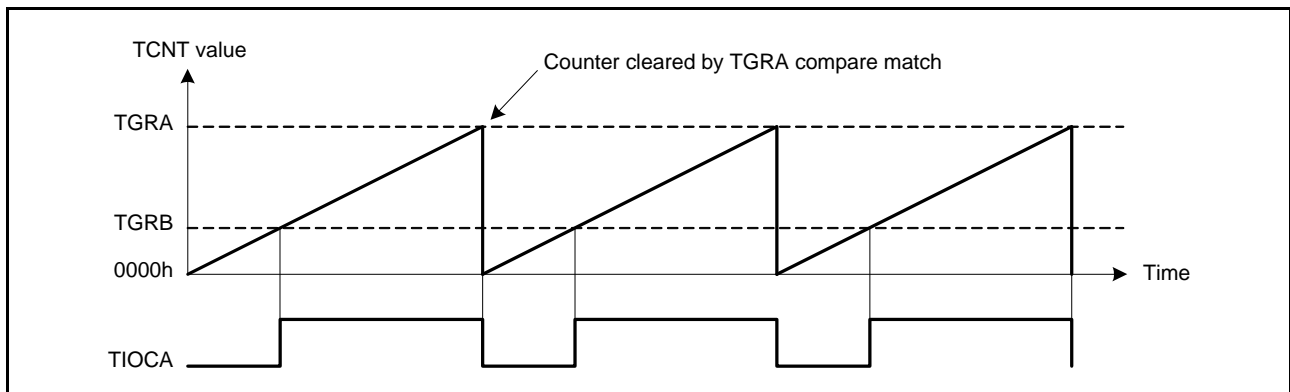 TCNT value
Counter cleared by TGRA compare match
TGRA
TGRB
0000h
Time
TIOCA